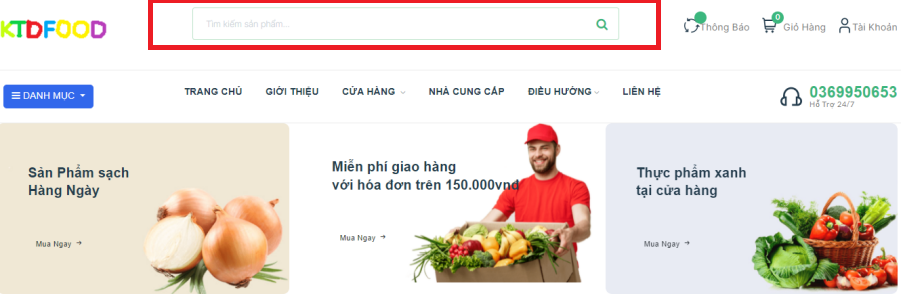 KTDFOOD
Tìm kiếm sản phẩm...
Thông Báo
0
Giỏ Hàng
Tài Khoản
DANH MỤC
TRANG CHỦ
GIỚI THIỆU
CỬA HÀNG
NHÀ CUNG CẤP
ĐIỀU HƯỚNG
LIÊN HỆ
0369950653
Hỗ Trợ 24/7
Sản Phẩm sạch
Hàng Ngày
Mua Ngay
Miễn phí giao hàng
với hóa đơn trên 150.000vnd
Mua Ngay
Thực phẩm xanh
tại cửa hàng
Mua Ngay